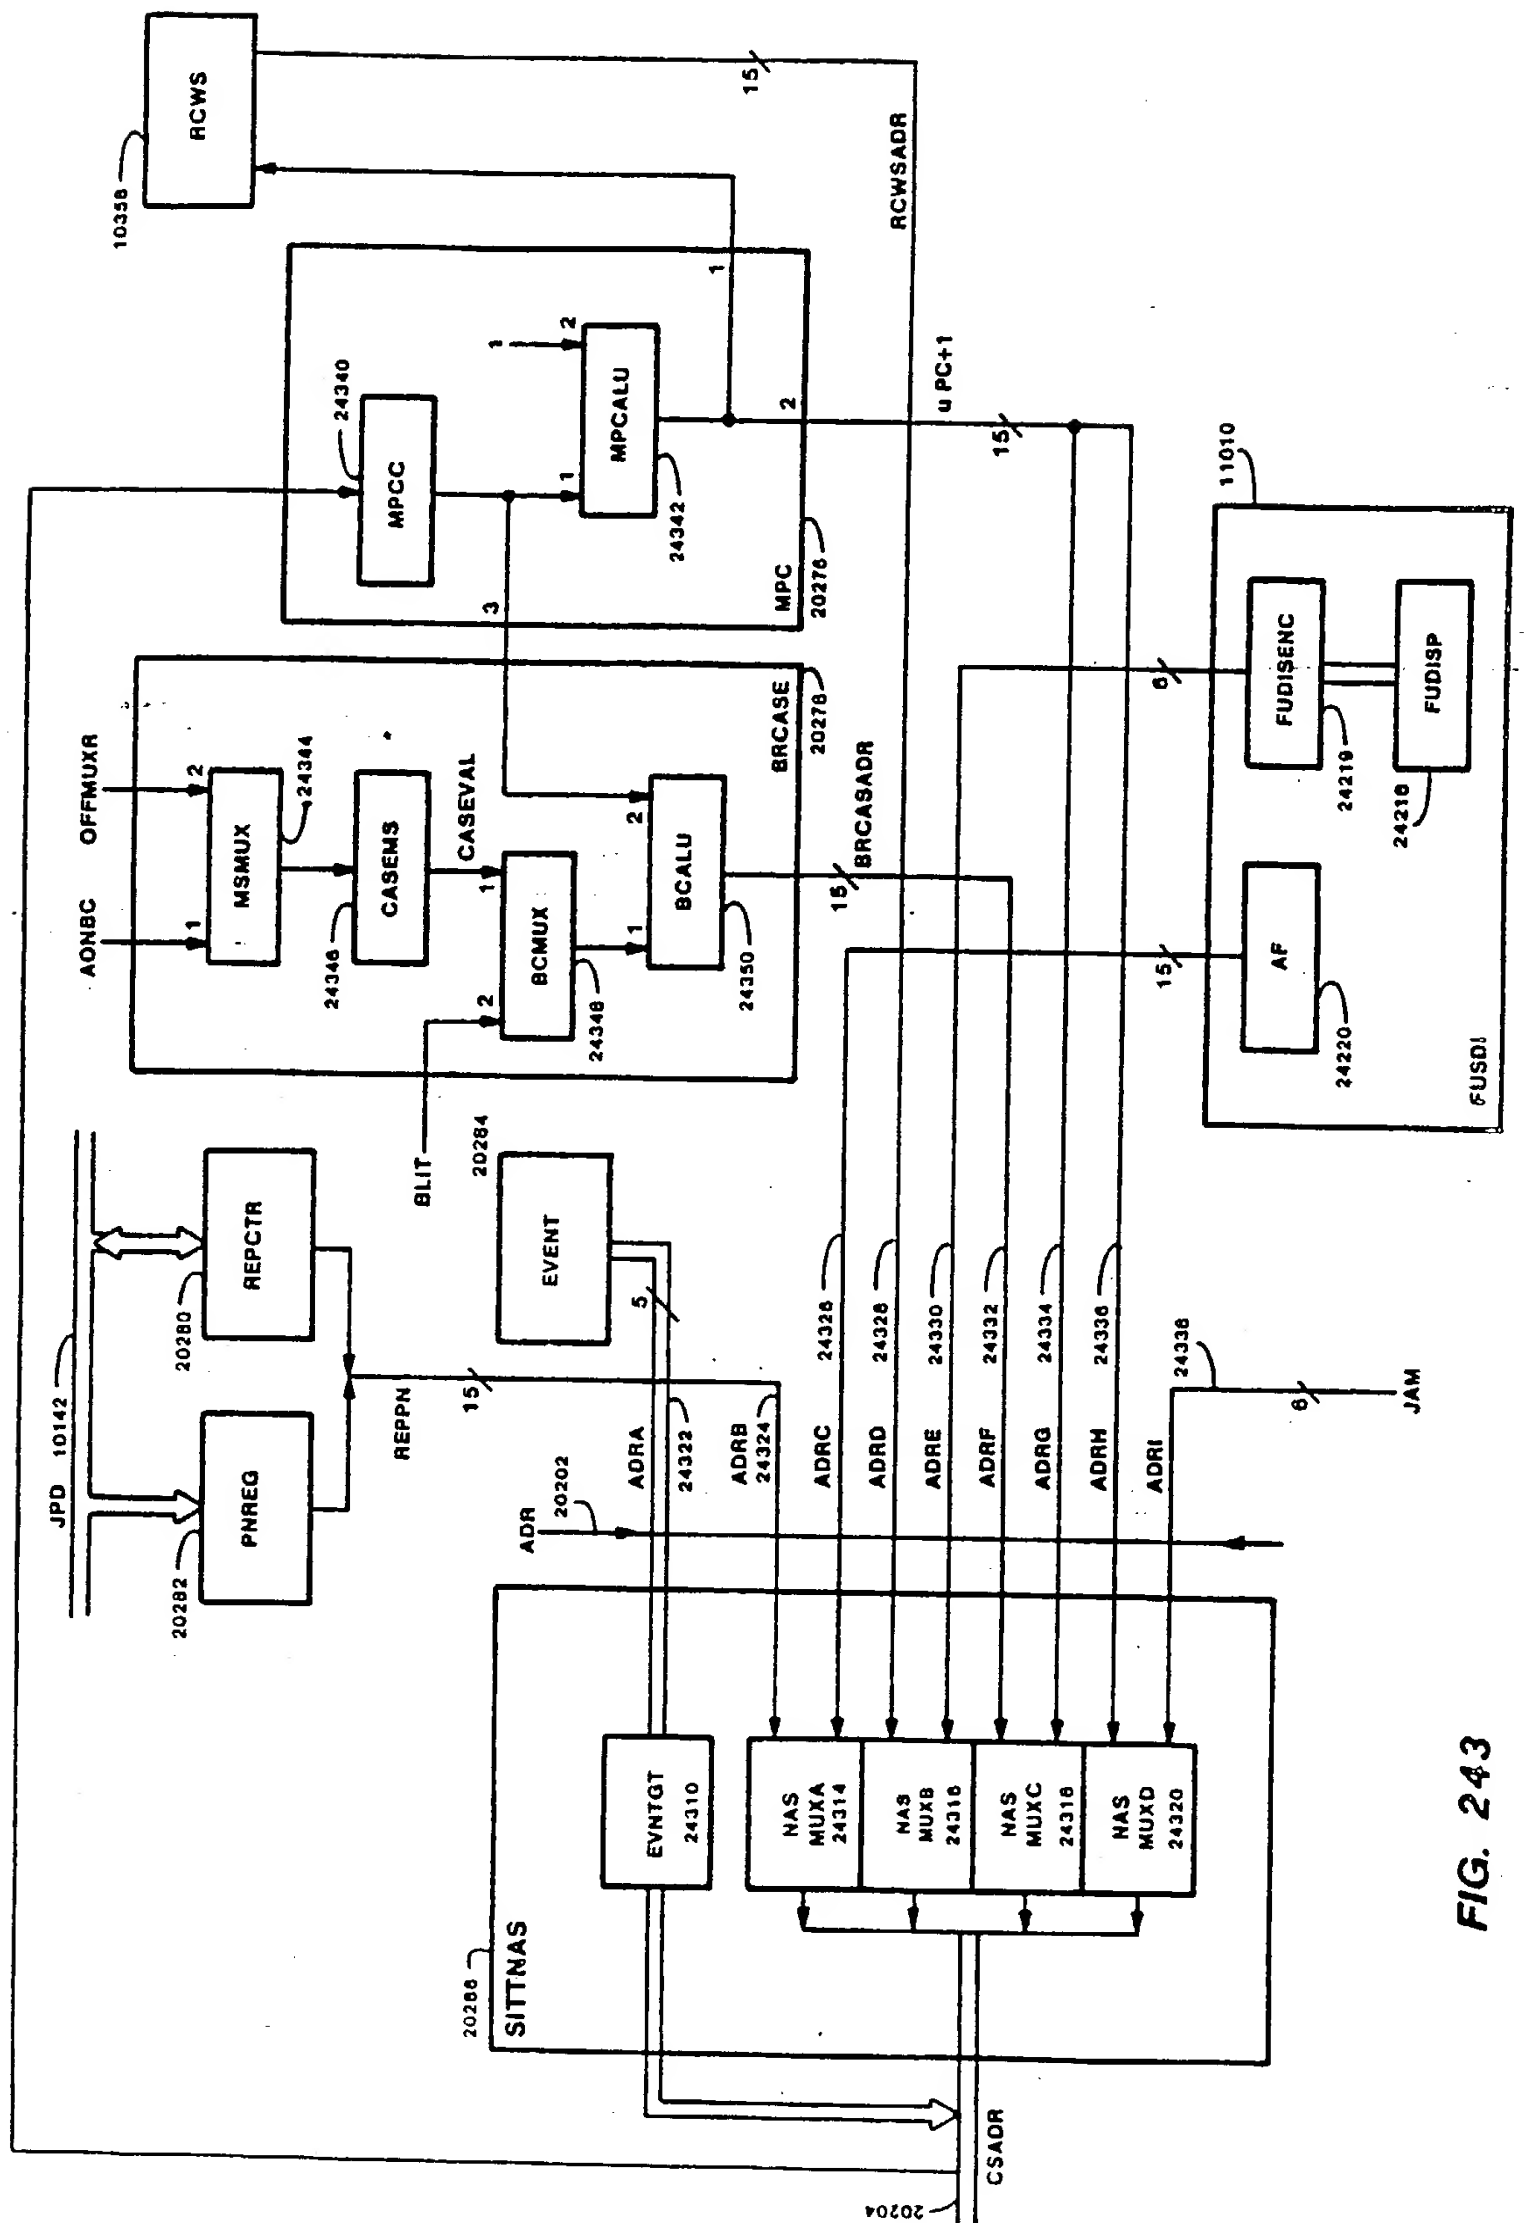 JPD 10142
AONBC
OFFMUXR
10358
20282
PNREG
20280
REPCTR
1
MSMUX
2
24344
RCWS
24346
CASEMS
24340
MPCC
REPPN
BLIT
CASEVAL
15
20284
2
1
3
1
1
2
EVENT
BCMUX
24348
MPCALU
24342
20286
SITTNAS
ADR
20202
5
1
2
EVNTGT
24310
ADRA
24322
BCALU
24350
1
15
ADRB
24324
BRCASE
20278
MPC
20276
2
NAS
MUXA
24314
ADRC
24326
15
BRCASADR
RCWSADR
ADRD
24328
NAS
MUXB
24316
ADRE
24330
u PC+1
20204
CSADR
ADRF
24332
15
NAS
MUXC
24318
ADRG
24334
ADRH
24336
NAS
MUXD
24320
ADRI
24338
15
6
6
JAM
11010
AF
24220
FUDISENC
24219
24218
FUDISP
FUSDI
FIG. 243